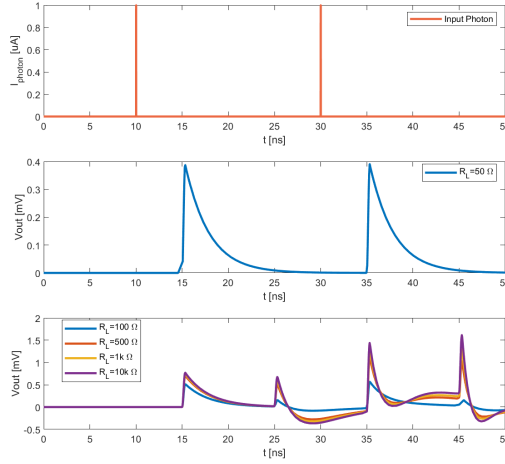 1
0.8
0.6
0.4
0.2
0
I_photon [uA]
Input Photon
0 5 10 15 20 25 30 35 40 45 50
t [ns]
0.4
0.3
0.2
0.1
0
Vout [mV]
R_L=50 Ω
0 5 10 15 20 25 30 35 40 45 50
t [ns]
2
1.5
1
0.5
0
-0.5
Vout [mV]
R_L=100 Ω
R_L=500 Ω
R_L=1k Ω
R_L=10k Ω
0 5 10 15 20 25 30 35 40 45 50
t [ns]